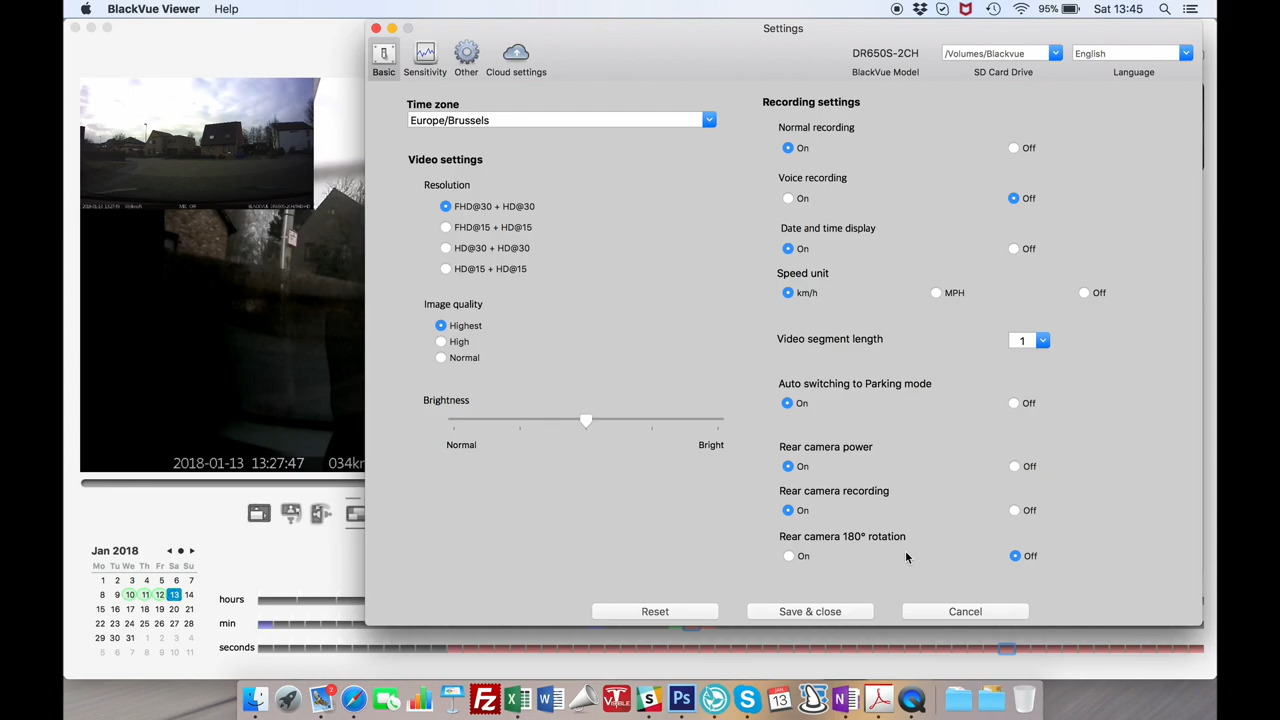 BlackVue Viewer Help
95% Sat 13:45
Settings
Basic Sensitivity Other Cloud settings
DR650S-2CH
BlackVue Model
/Volumes/Blackvue
SD Card Drive
English
Language
Time zone
Europe/Brussels
Video settings
Resolution
FHD@30 + HD@30
FHD@15 + HD@15
HD@30 + HD@30
HD@15 + HD@15
Image quality
Highest
High
Normal
Brightness
Normal Bright
Recording settings
Normal recording
On Off
Voice recording
On Off
Date and time display
On Off
Speed unit
km/h MPH Off
Video segment length
1
Auto switching to Parking mode
On Off
Rear camera power
On Off
Rear camera recording
On Off
Rear camera 180° rotation
On Off
Reset Save & close Cancel
2018-01-13 13:27:47 034k
Jan 2018
Mo Tu We Th Fr Sa Su
1 2 3 4 5 6 7
8 9 10 11 12 13 14
15 16 17 18 19 20 21
22 23 24 25 26 27 28
29 30 31 1 2 3 4
5 6 7 8 9 10 11
hours
min
seconds
2
JAN
13